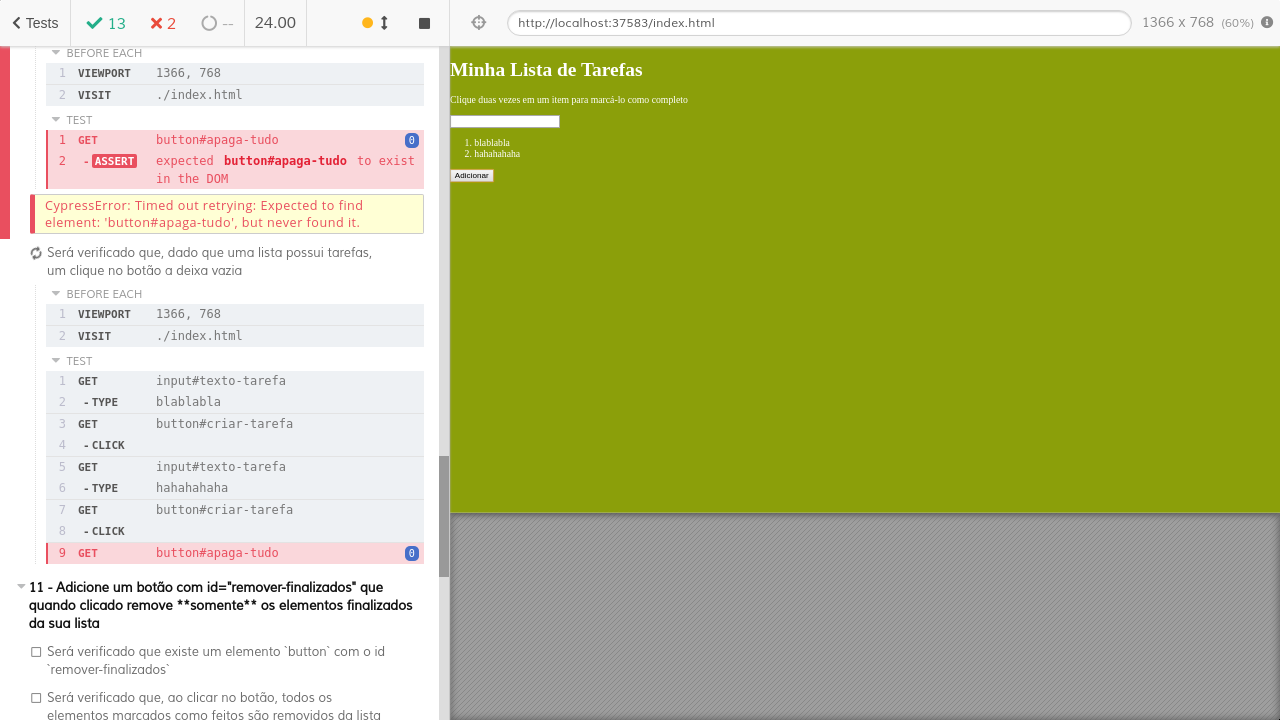 Tests
13
2
--
24.00
http://localhost:37583/index.html
1366 x 768 (60%)
BEFORE EACH
1 VIEWPORT 1366, 768
2 VISIT ./index.html
TEST
1 GET button#apaga-tudo 0
2 - ASSERT expected button#apaga-tudo to exist
in the DOM
CypressError: Timed out retrying: Expected to find
element: 'button#apaga-tudo', but never found it.
Será verificado que, dado que uma lista possui tarefas,
um clique no botão a deixa vazia
BEFORE EACH
1 VIEWPORT 1366, 768
2 VISIT ./index.html
TEST
1 GET input#texto-tarefa
2 - TYPE blablabla
3 GET button#criar-tarefa
4 - CLICK
5 GET input#texto-tarefa
6 - TYPE hahahahaha
7 GET button#criar-tarefa
8 - CLICK
9 GET button#apaga-tudo 0
11 - Adicione um botão com id="remover-finalizados" que
quando clicado remove **somente** os elementos finalizados
da sua lista
Será verificado que existe um elemento `button` com o id
`remover-finalizados`
Será verificado que, ao clicar no botão, todos os
elementos marcados como feitos são removidos da lista
Minha Lista de Tarefas
Clique duas vezes em um item para marcá-lo como completo
1. blablabla
2. hahahahaha
Adicionar